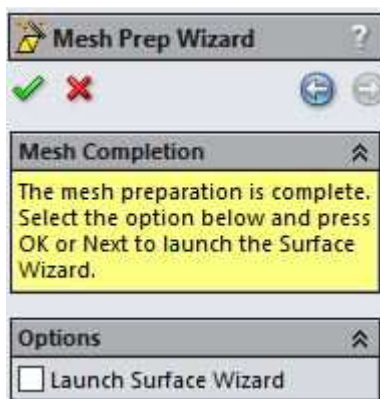 Mesh Prep Wizard ?
Mesh Completion
The mesh preparation is complete.
Select the option below and press
OK or Next to launch the Surface
Wizard.
Options
Launch Surface Wizard